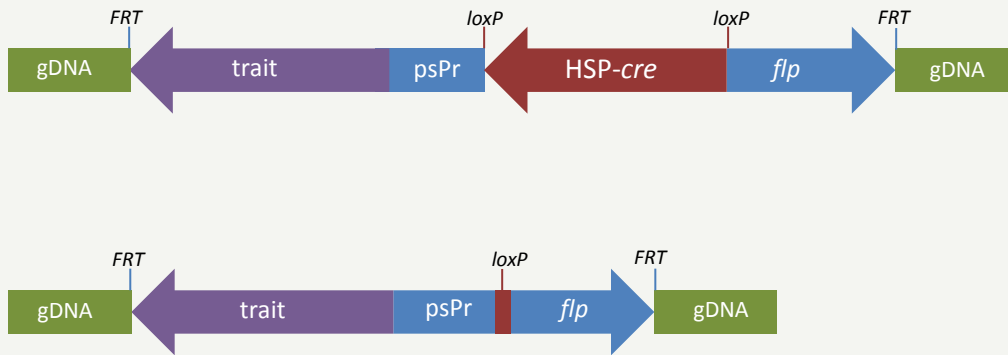 FRT loxP loxP FRT
gDNA trait psPr HSP-cre flp gDNA
FRT loxP FRT
gDNA trait psPr flp gDNA